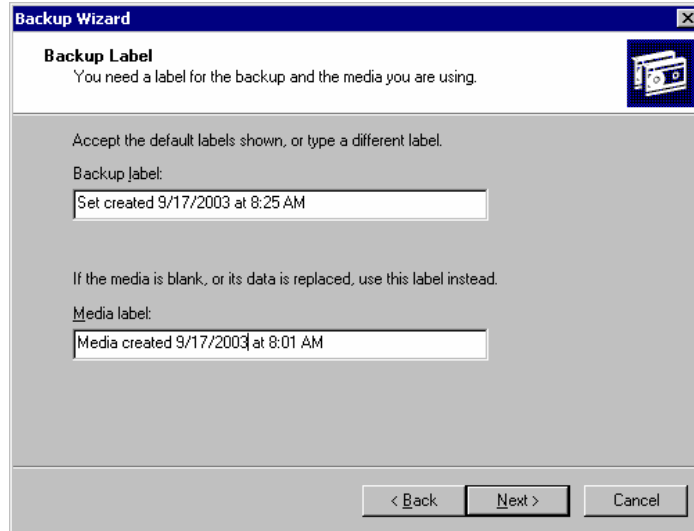 Backup Wizard
Backup Label
You need a label for the backup and the media you are using.
Accept the default labels shown, or type a different label.
Backup label:
Set created 9/17/2003 at 8:25 AM
If the media is blank, or its data is replaced, use this label instead.
Media label:
Media created 9/17/2003 at 8:01 AM
< Back Next > Cancel